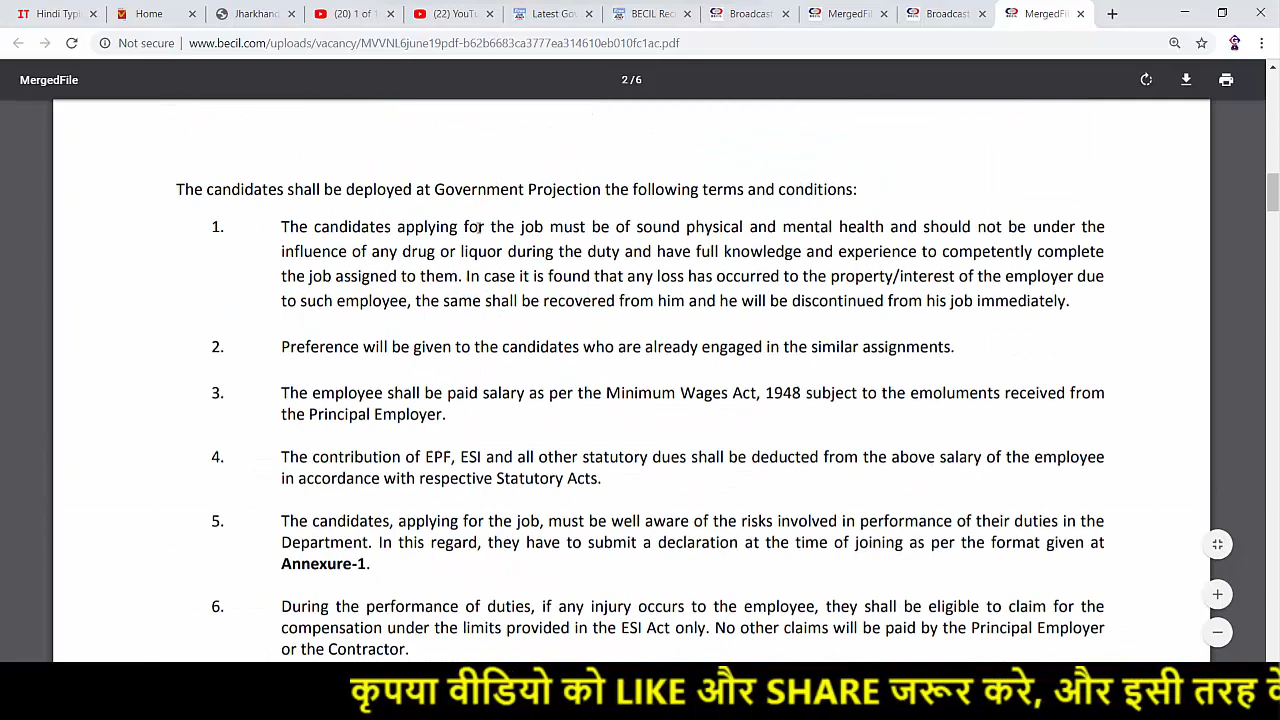 IT Hindi Typi
Home
Jharkhand
(20) 1 of 1
(22) YouT
Latest Gov
BECIL Rec
Broadcast
MergedF
Broadcast
MergedF
Not secure | www.becil.com/uploads/vacancy/MVVNL6june19pdf-b62b6683ca3777ea314610eb010fc1ac.pdf
MergedFile
2 / 6
The candidates shall be deployed at Government Projection the following terms and conditions:
1. The candidates applying for the job must be of sound physical and mental health and should not be under the
influence of any drug or liquor during the duty and have full knowledge and experience to competently complete
the job assigned to them. In case it is found that any loss has occurred to the property/interest of the employer due
to such employee, the same shall be recovered from him and he will be discontinued from his job immediately.
2. Preference will be given to the candidates who are already engaged in the similar assignments.
3. The employee shall be paid salary as per the Minimum Wages Act, 1948 subject to the emoluments received from
the Principal Employer.
4. The contribution of EPF, ESI and all other statutory dues shall be deducted from the above salary of the employee
in accordance with respective Statutory Acts.
5. The candidates, applying for the job, must be well aware of the risks involved in performance of their duties in the
Department. In this regard, they have to submit a declaration at the time of joining as per the format given at
Annexure-1.
6. During the performance of duties, if any injury occurs to the employee, they shall be eligible to claim for the
compensation under the limits provided in the ESI Act only. No other claims will be paid by the Principal Employer
or the Contractor.
कृपया वीडियो को LIKE और SHARE जरूर करे, और इसी तरह के